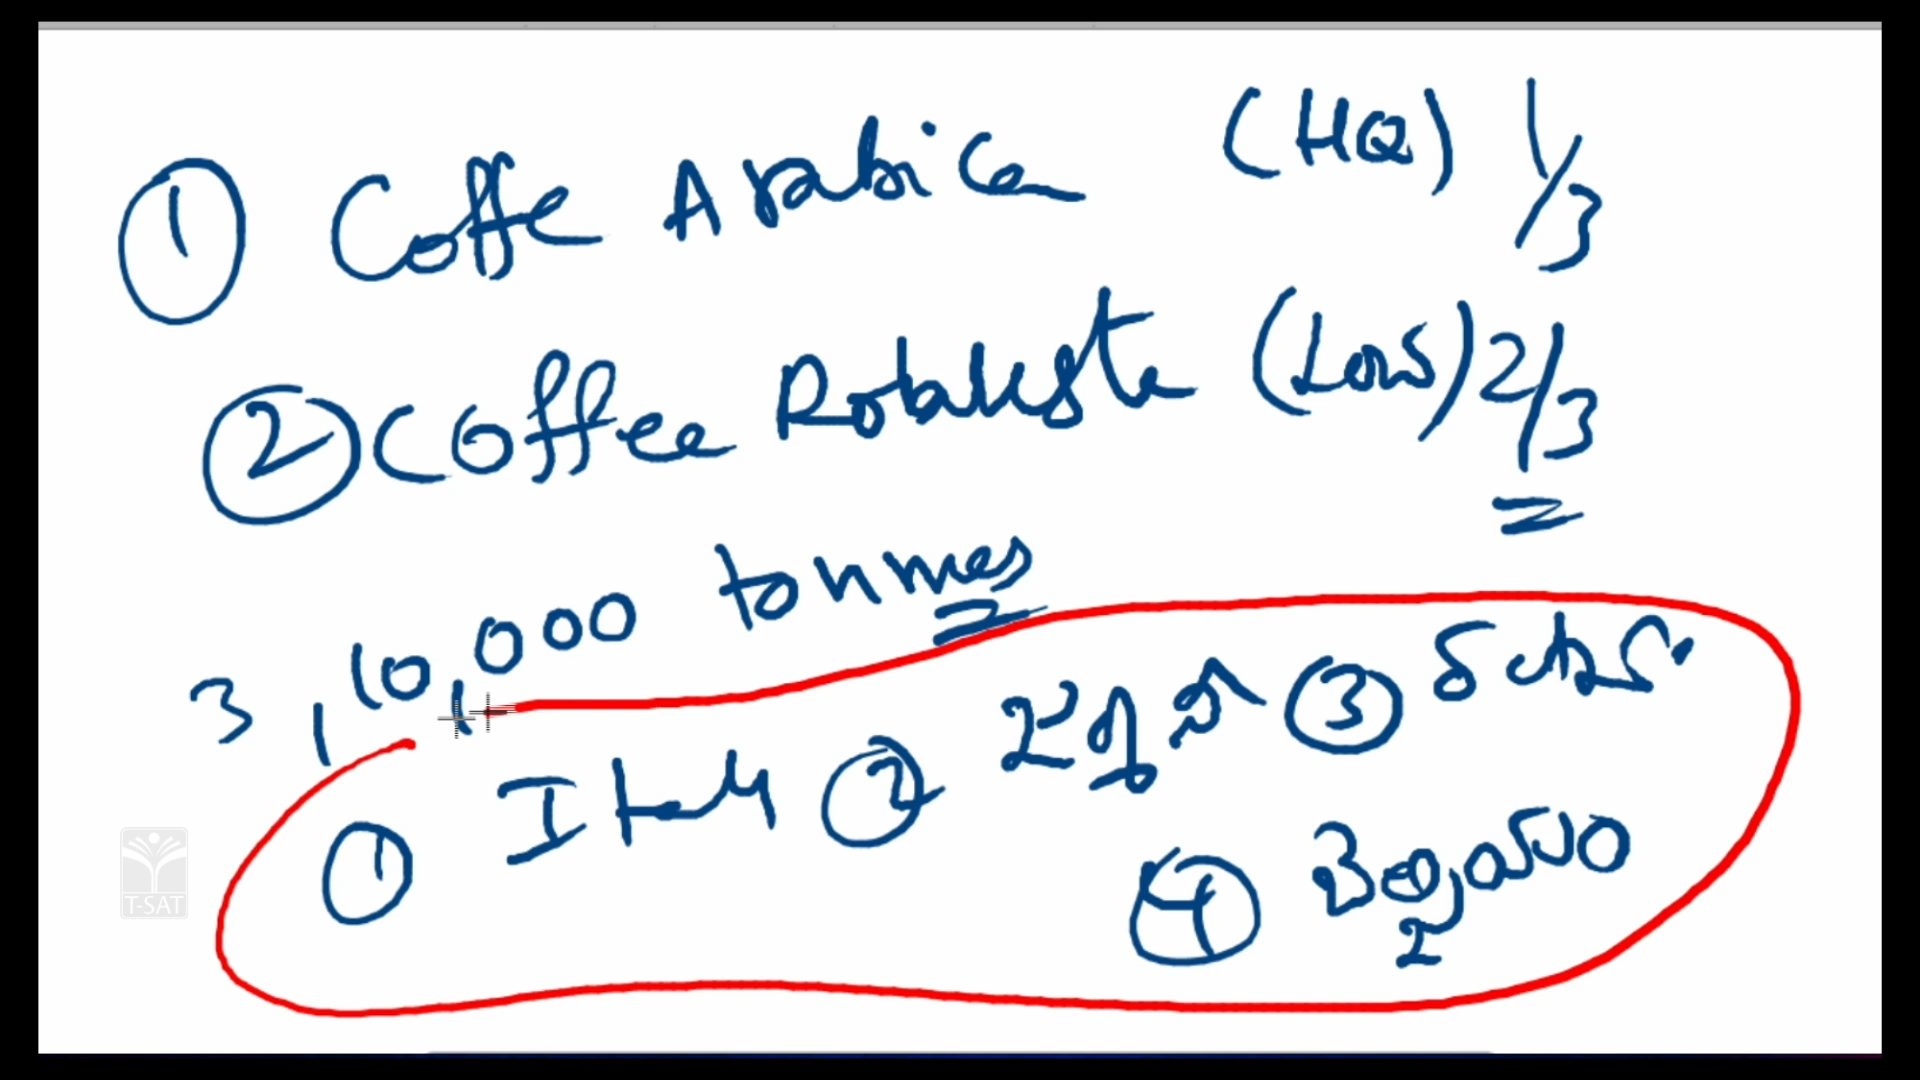 ① Coffe Arabica (HQ) 1/3
② Coffee Robusta (Low) 2/3
3,10,000 tonnes
① Italy ② జర్మనీ ③ రష్యా
④ బెల్జియం
T-SAT